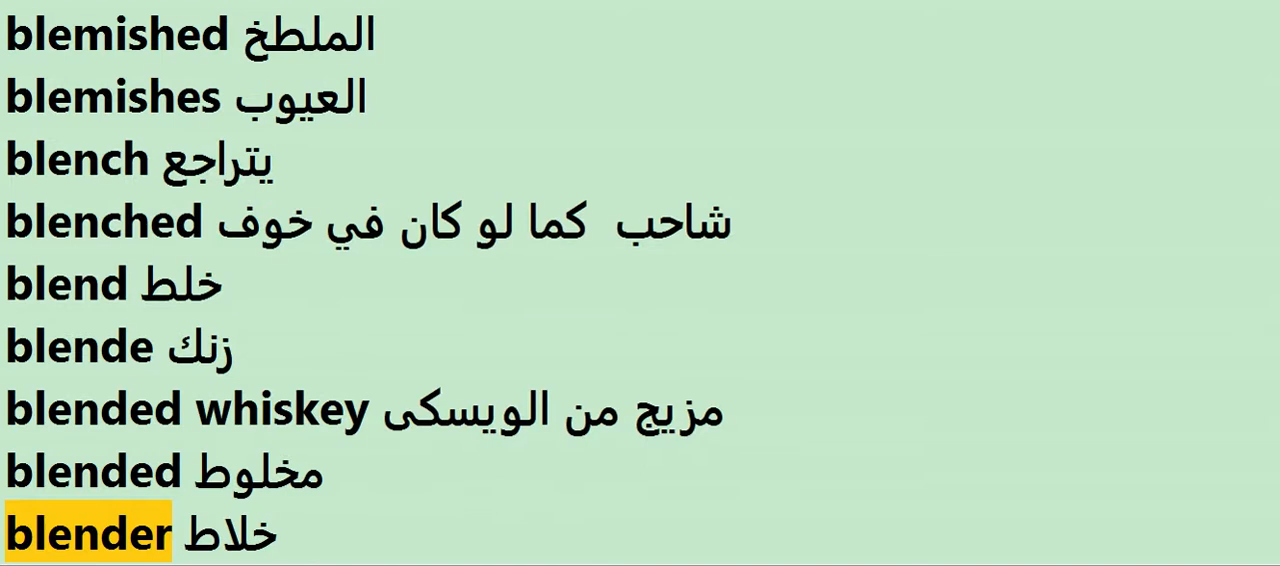 blemished الملطخ
blemishes العيوب
blench يتراجع
blenched شاحب كما لو كان في خوف
blend خلط
blende زنك
blended whiskey مزيج من الويسكى
blended مخلوط
blender خلاط